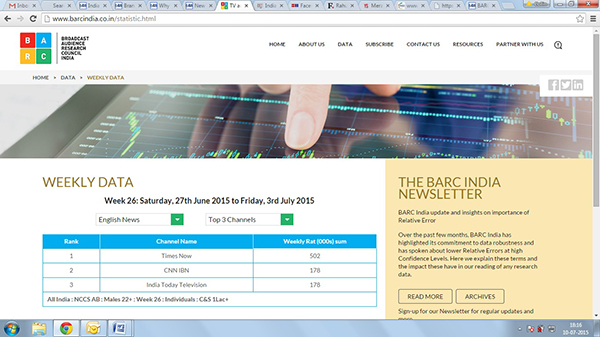 Inbo
Sear
Indi
Bran
Why
New
TV a
Indi
Face
Rah
Merc
www
http:
BARC
www.barcindia.co.in/statistic.html
B A
R C
BROADCAST
AUDIENCE
RESEARCH
COUNCIL
INDIA
HOME ABOUT US DATA SUBSCRIBE CONTACT US RESOURCES PARTNER WITH US
HOME > DATA > WEEKLY DATA
WEEKLY DATA
Week 26: Saturday, 27th June 2015 to Friday, 3rd July 2015
English News Top 3 Channels
Rank Channel Name Weekly Rat (000s) sum
1 Times Now 502
2 CNN IBN 178
3 India Today Television 178
All India : NCCS AB : Males 22+ : Week 26 : Individuals : C&S 1Lac+
THE BARC INDIA
NEWSLETTER
BARC India update and insights on importance of
Relative Error
Over the past few months, BARC India has
highlighted its commitment to data robustness and
has spoken about lower Relative Errors at high
Confidence Levels. Here we explain these terms and
the impact these have in our reading of any research
data.
READ MORE ARCHIVES
Sign-up for our Newsletter for regular updates and
more
18:16
10-07-2015